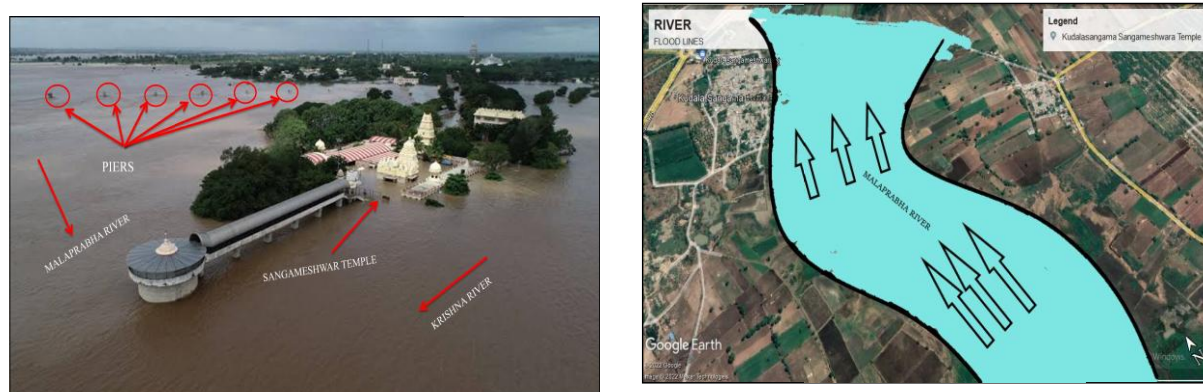 PIERS
MALAPRABHA RIVER
SANGAMESHWAR TEMPLE
KRISHNA RIVER
RIVER
FLOOD LINES
Legend
Kudalasangama Sangameshwara Temple
MALAPRABHA RIVER
Google Earth